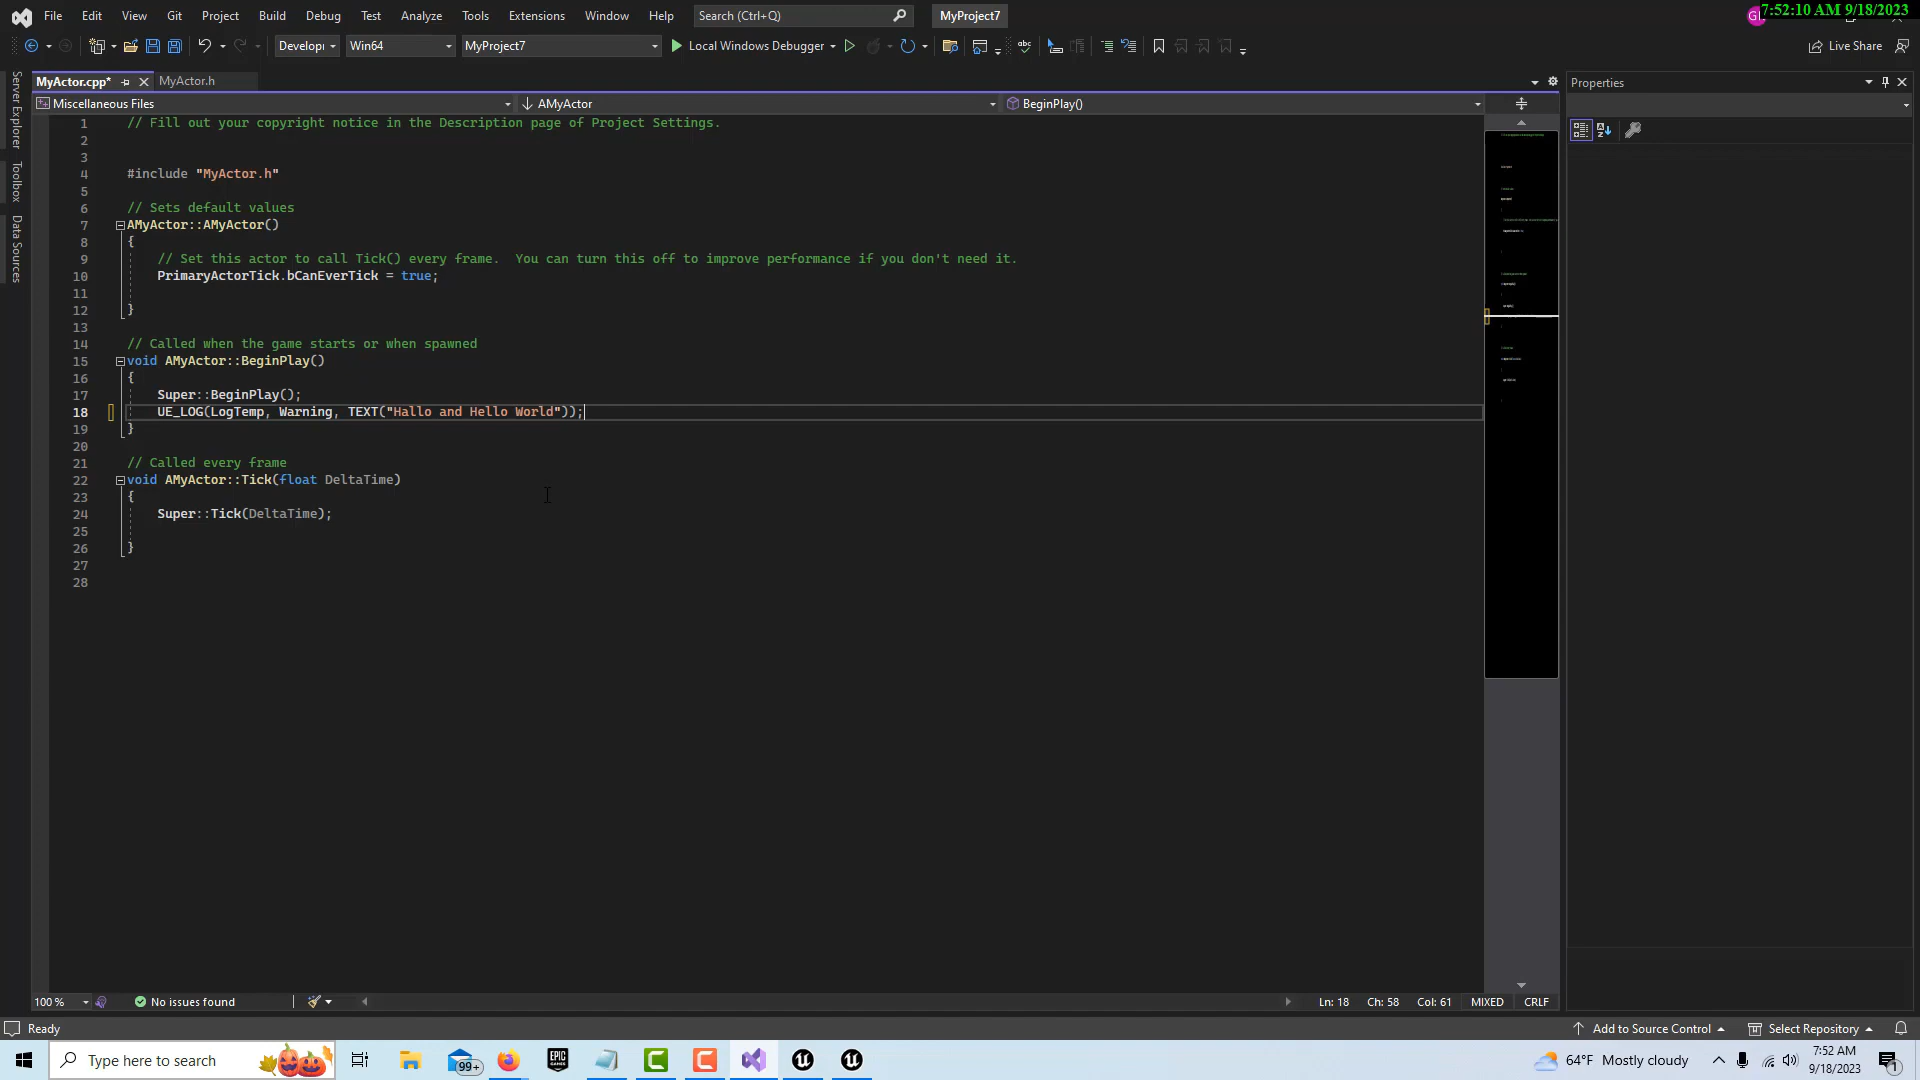 File Edit View Git Project Build Debug Test Analyze Tools Extensions Window Help Search (Ctrl+Q) MyProject7
7:52:10 AM 9/18/2023
Develop Win64 MyProject7 Local Windows Debugger Live Share
MyActor.cpp* MyActor.h
Properties
Miscellaneous Files AMyActor BeginPlay()
Server Explorer
Toolbox
Data Sources
1 // Fill out your copyright notice in the Description page of Project Settings.
2
3
4 #include "MyActor.h"
5
6 // Sets default values
7 AMyActor::AMyActor()
8 {
9 // Set this actor to call Tick() every frame.  You can turn this off to improve performance if you don't need it.
10 PrimaryActorTick.bCanEverTick = true;
11
12 }
13
14 // Called when the game starts or when spawned
15 void AMyActor::BeginPlay()
16 {
17 Super::BeginPlay();
18 UE_LOG(LogTemp, Warning, TEXT("Hallo and Hello World"));
19 }
20
21 // Called every frame
22 void AMyActor::Tick(float DeltaTime)
23 {
24 Super::Tick(DeltaTime);
25
26 }
27
28
100 % No issues found Ln: 18 Ch: 58 Col: 61 MIXED CRLF
Ready Add to Source Control Select Repository
Type here to search 99+ EPIC GAMES 64°F Mostly cloudy 7:52 AM
9/18/2023 1